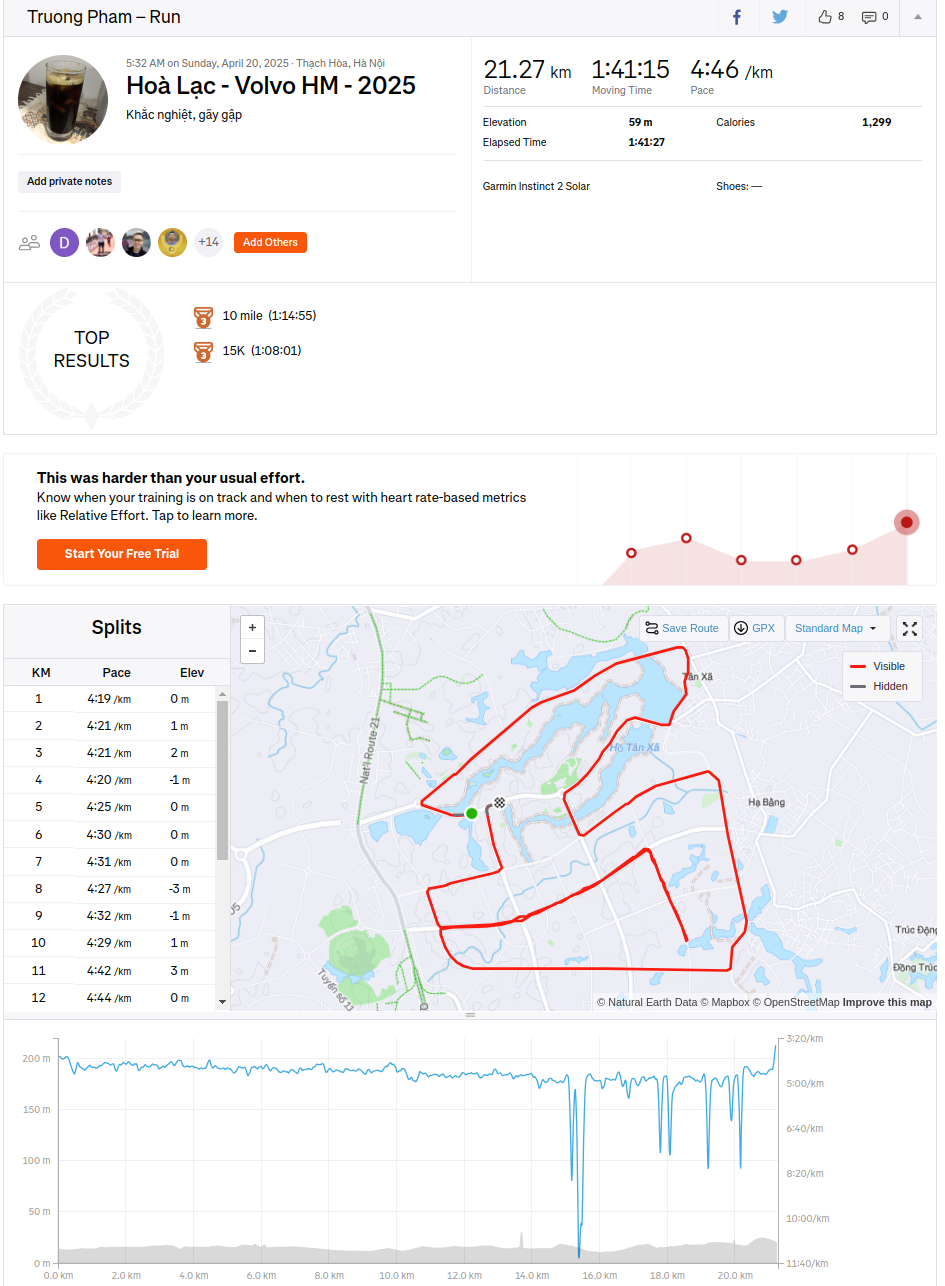 Truong Pham – Run
8
0
5:32 AM on Sunday, April 20, 2025 · Thạch Hòa, Hà Nội
Hoà Lạc - Volvo HM - 2025
Khắc nghiệt, gãy gập
Add private notes
D
+14
Add Others
21.27 km
1:41:15
4:46 /km
Distance
Moving Time
Pace
Elevation
59 m
Calories
1,299
Elapsed Time
1:41:27
Garmin Instinct 2 Solar
Shoes: —
TOP
RESULTS
3
10 mile (1:14:55)
3
15K (1:08:01)
This was harder than your usual effort.
Know when your training is on track and when to rest with heart rate-based metrics
like Relative Effort. Tap to learn more.
Start Your Free Trial
Splits
KM Pace Elev
1 4:19 /km 0 m
2 4:21 /km 1 m
3 4:21 /km 2 m
4 4:20 /km -1 m
5 4:25 /km 0 m
6 4:30 /km 0 m
7 4:31 /km 0 m
8 4:27 /km -3 m
9 4:32 /km -1 m
10 4:29 /km 1 m
11 4:42 /km 3 m
12 4:44 /km 0 m
+
−
Save Route
GPX
Standard Map
Visible
Hidden
Tân Xã
Hồ Tân Xã
Nat'l Route 21
Hạ Bằng
Trúc Động
Đồng Trúc
© Natural Earth Data © Mapbox © OpenStreetMap Improve this map
200 m
150 m
100 m
50 m
0 m
3:20/km
5:00/km
6:40/km
8:20/km
10:00/km
11:40/km
0.0 km
2.0 km
4.0 km
6.0 km
8.0 km
10.0 km
12.0 km
14.0 km
16.0 km
18.0 km
20.0 km